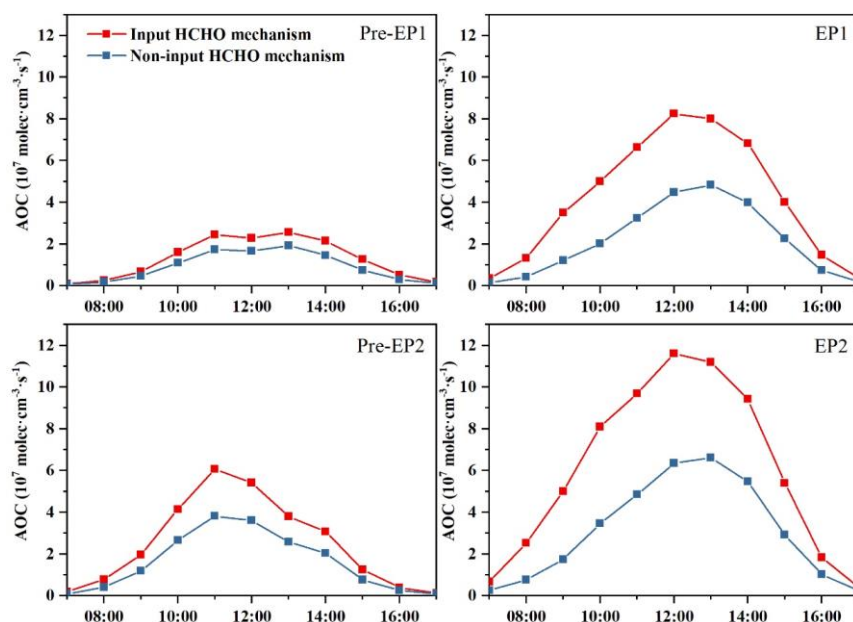 Input HCHO mechanism
Non-input HCHO mechanism
Pre-EP1
12
10
8
6
4
2
0
AOC (10⁷ molec·cm⁻³·s⁻¹)
08:00 10:00 12:00 14:00 16:00
EP1
12
10
8
6
4
2
0
AOC (10⁷ molec·cm⁻³·s⁻¹)
08:00 10:00 12:00 14:00 16:00
Pre-EP2
12
10
8
6
4
2
0
AOC (10⁷ molec·cm⁻³·s⁻¹)
08:00 10:00 12:00 14:00 16:00
EP2
12
10
8
6
4
2
0
AOC (10⁷ molec·cm⁻³·s⁻¹)
08:00 10:00 12:00 14:00 16:00